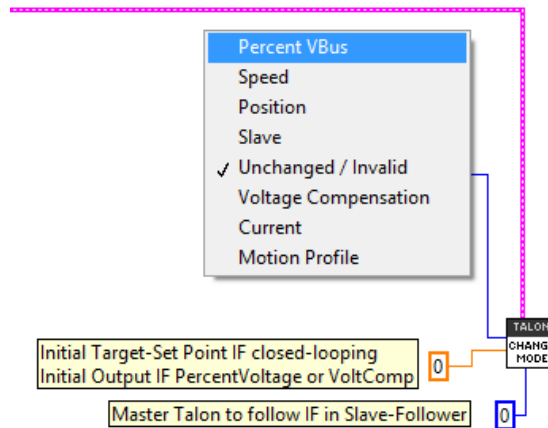 Percent VBus
Speed
Position
Slave
✓ Unchanged / Invalid
Voltage Compensation
Current
Motion Profile
TALON
CHANGE
MODE
Initial Target-Set Point IF closed-looping
Initial Output IF PercentVoltage or VoltComp
0
Master Talon to follow IF in Slave-Follower
0